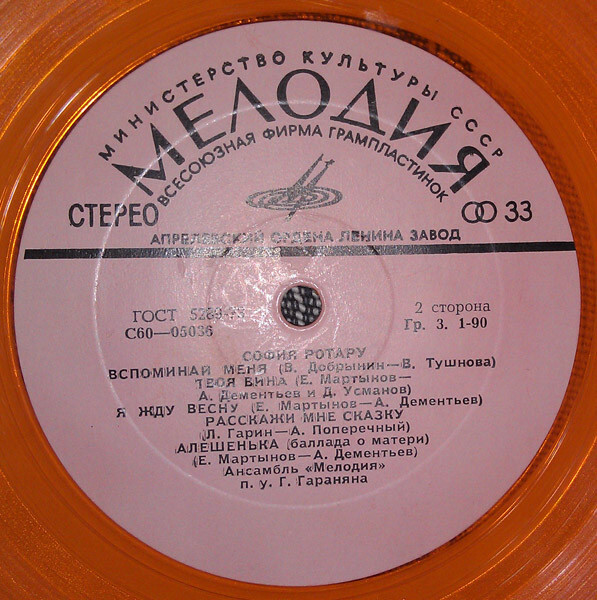 МИНИСТЕРСТВО КУЛЬТУРЫ СССР
МЕЛОДИЯ
ВСЕСОЮЗНАЯ ФИРМА ГРАМПЛАСТИНОК
СТЕРЕО 33
АПРЕЛЕВСКИЙ ОРДЕНА ЛЕНИНА ЗАВОД
ГОСТ 5289-73 2 сторона
С60—05036 Гр. 3. 1-90
СОФИЯ РОТАРУ
ВСПОМИНАЙ МЕНЯ (В. Добрынин—В. Тушнова)
ТВОЯ ВИНА (Е. Мартынов—
А. Дементьев и Д. Усманов)
Я ЖДУ ВЕСНУ (Е. Мартынов—А. Дементьев)
РАССКАЖИ МНЕ СКАЗКУ
(Л. Гарин—А. Поперечный)
АЛЕШЕНЬКА (баллада о матери)
(Е. Мартынов—А. Дементьев)
Ансамбль «Мелодия»
п. у. Г. Гараняна